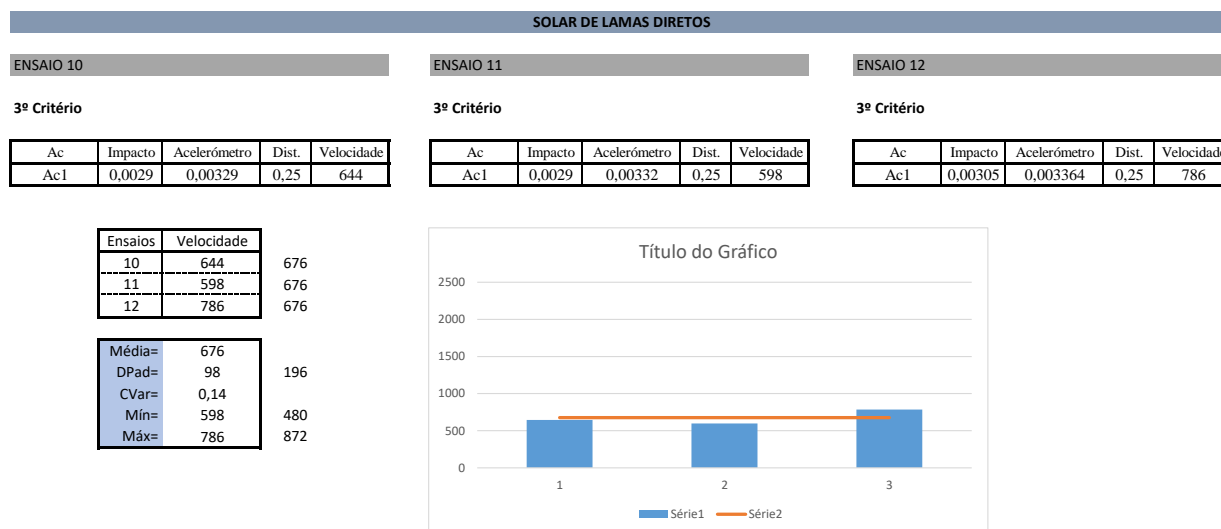 SOLAR DE LAMAS DIRETOS
ENSAIO 10 ENSAIO 11 ENSAIO 12
3º Critério 3º Critério 3º Critério
Ac Impacto Acelerómetro Dist. Velocidade Ac Impacto Acelerómetro Dist. Velocidade Ac Impacto Acelerómetro Dist. Velocidade
Ac1 0,0029 0,00329 0,25 644 Ac1 0,0029 0,00332 0,25 598 Ac1 0,00305 0,003364 0,25 786
Ensaios Velocidade
10 644 676
11 598 676
12 786 676
Média= 676
DPad= 98 196
CVar= 0,14
Mín= 598 480
Máx= 786 872
Título do Gráfico
2500
2000
1500
1000
500
0
1 2 3
Série1 Série2